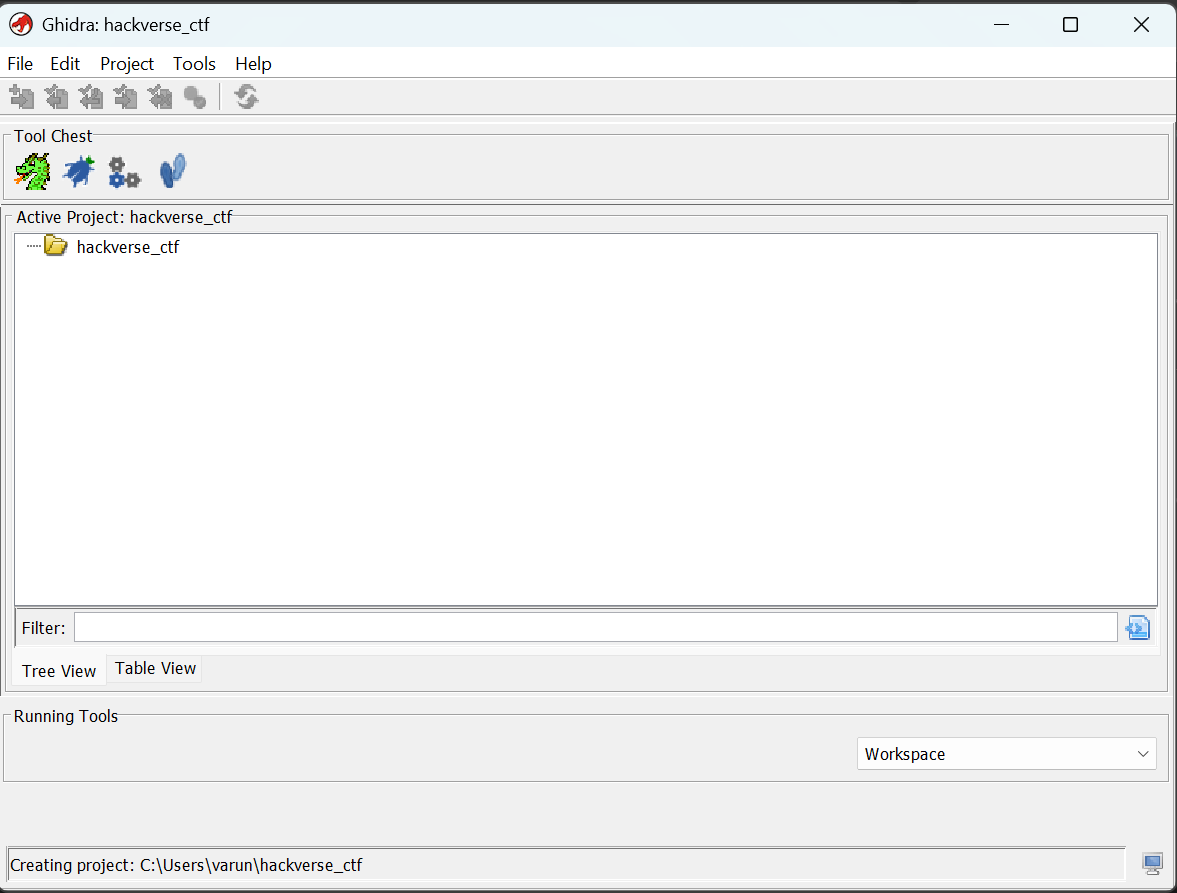 Ghidra: hackverse_ctf
File Edit Project Tools Help
Tool Chest
Active Project: hackverse_ctf
hackverse_ctf
Filter:
Tree View Table View
Running Tools
Workspace
Creating project: C:\Users\varun\hackverse_ctf